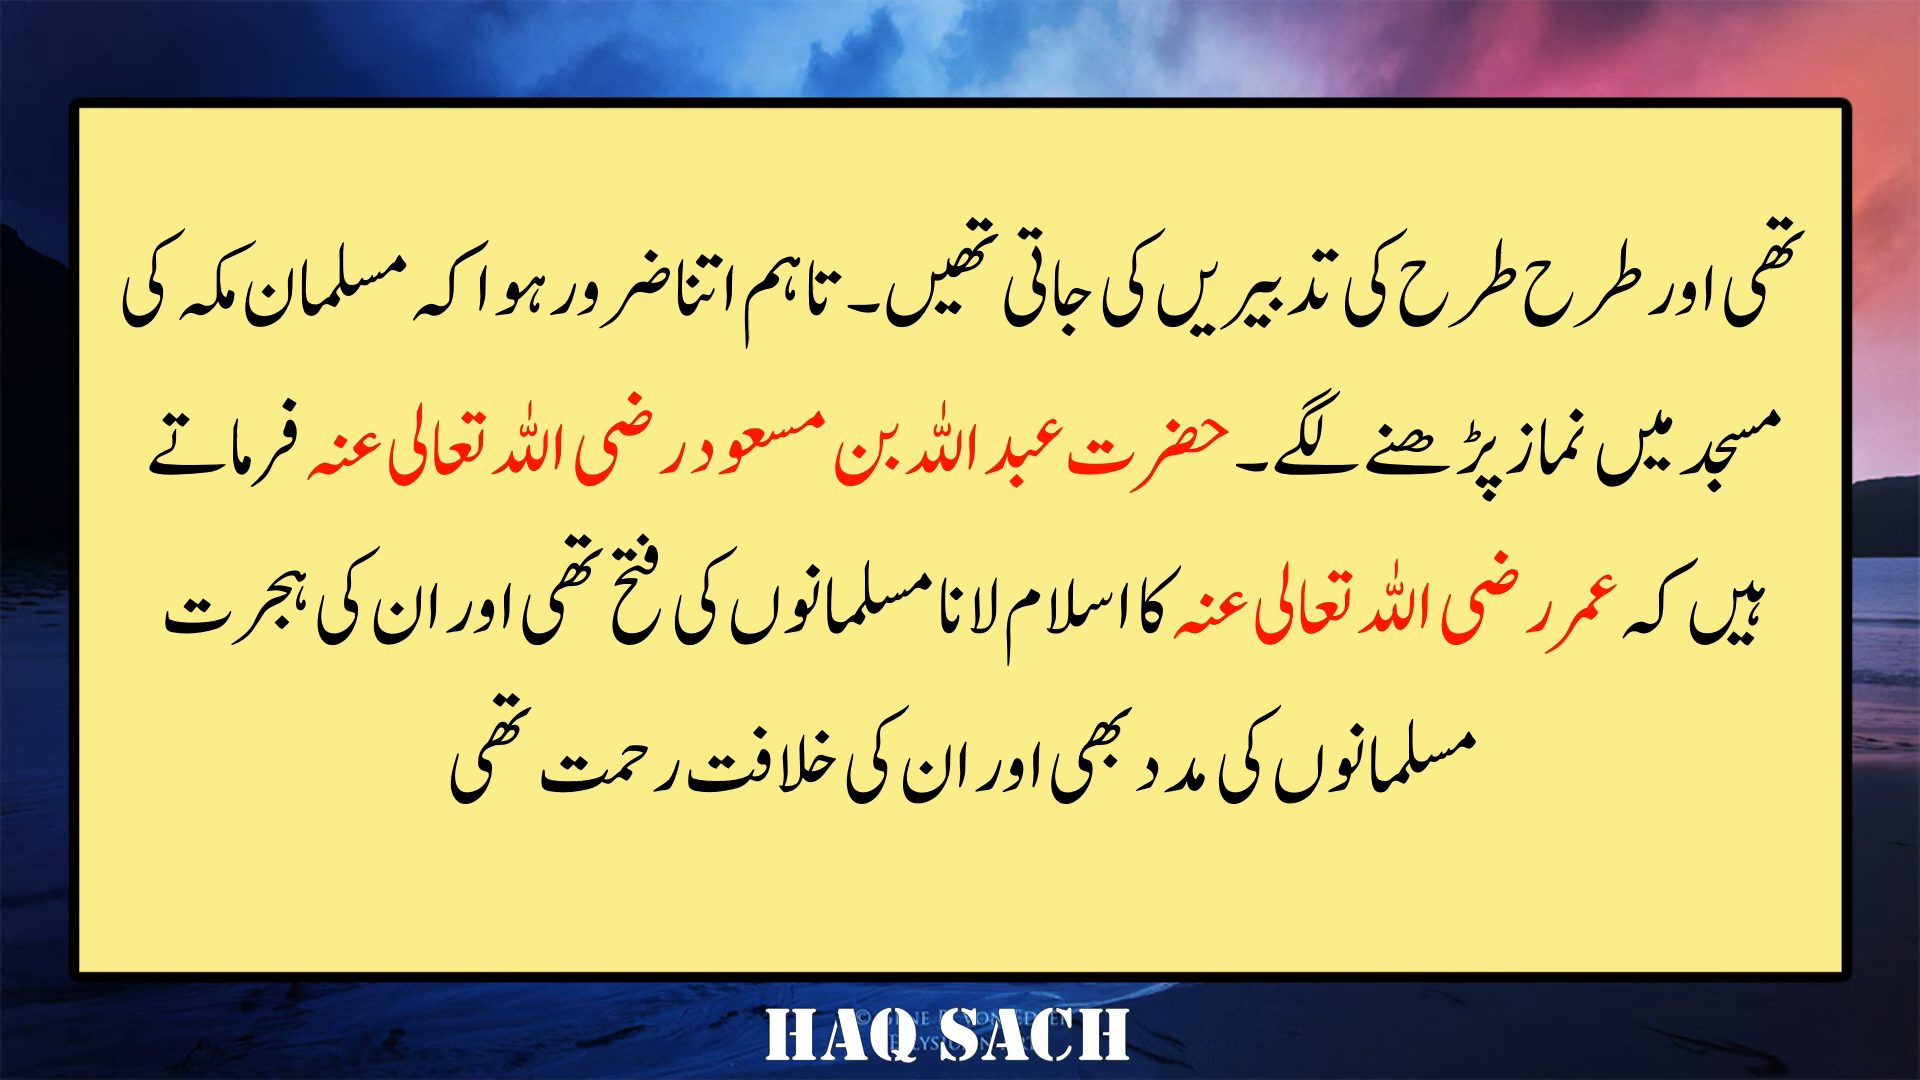 تھی اور طرح طرح کی تدبیریں کی جاتی تھیں۔ تاہم اتنا ضرور ہوا کہ مسلمان مکہ کی
مسجد میں نماز پڑھنے لگے۔ حضرت عبد اللہ بن مسعود رضی اللہ تعالی عنہ فرماتے
ہیں کہ عمر رضی اللہ تعالی عنہ کا اسلام لانا مسلمانوں کی فتح تھی اور ان کی ہجرت
مسلمانوں کی مدد بھی اور ان کی خلافت رحمت تھی
HAQ SACH